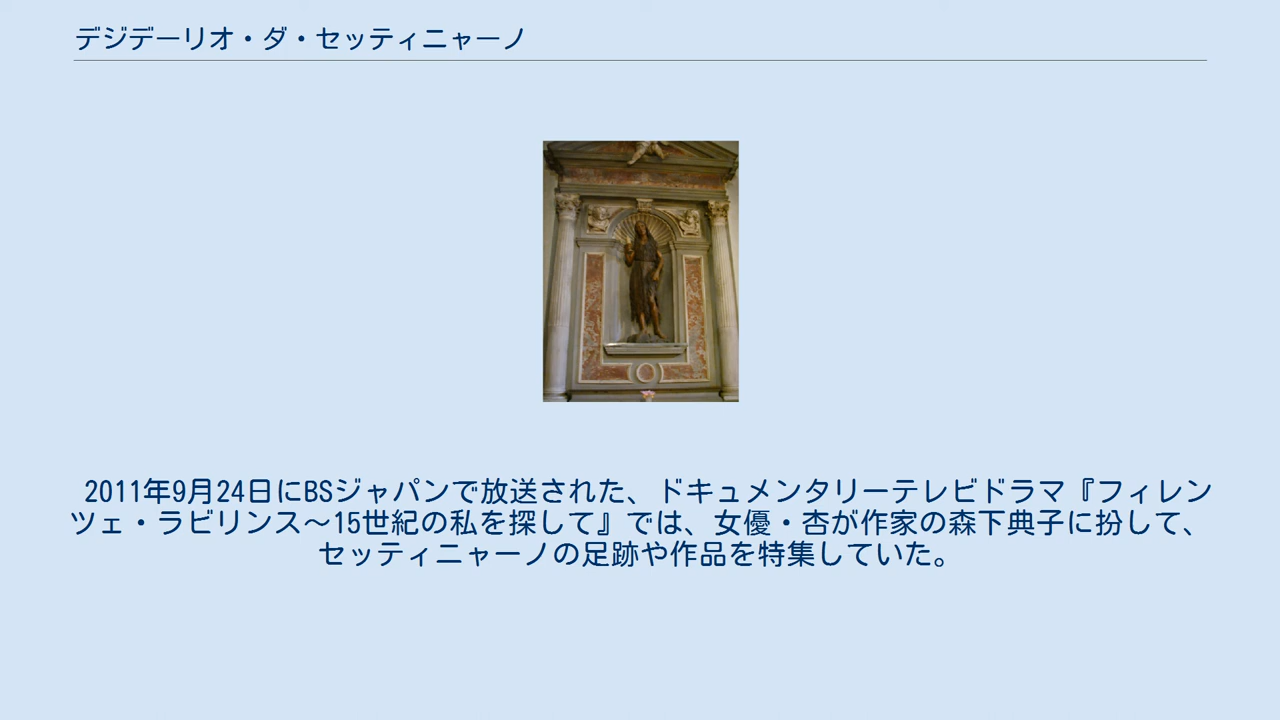 デジデーリオ・ダ・セッティニャーノ
2011年9月24日にBSジャパンで放送された、ドキュメンタリーテレビドラマ『フィレン
ツェ・ラビリンス～15世紀の私を探して』では、女優・杏が作家の森下典子に扮して、
セッティニャーノの足跡や作品を特集していた。